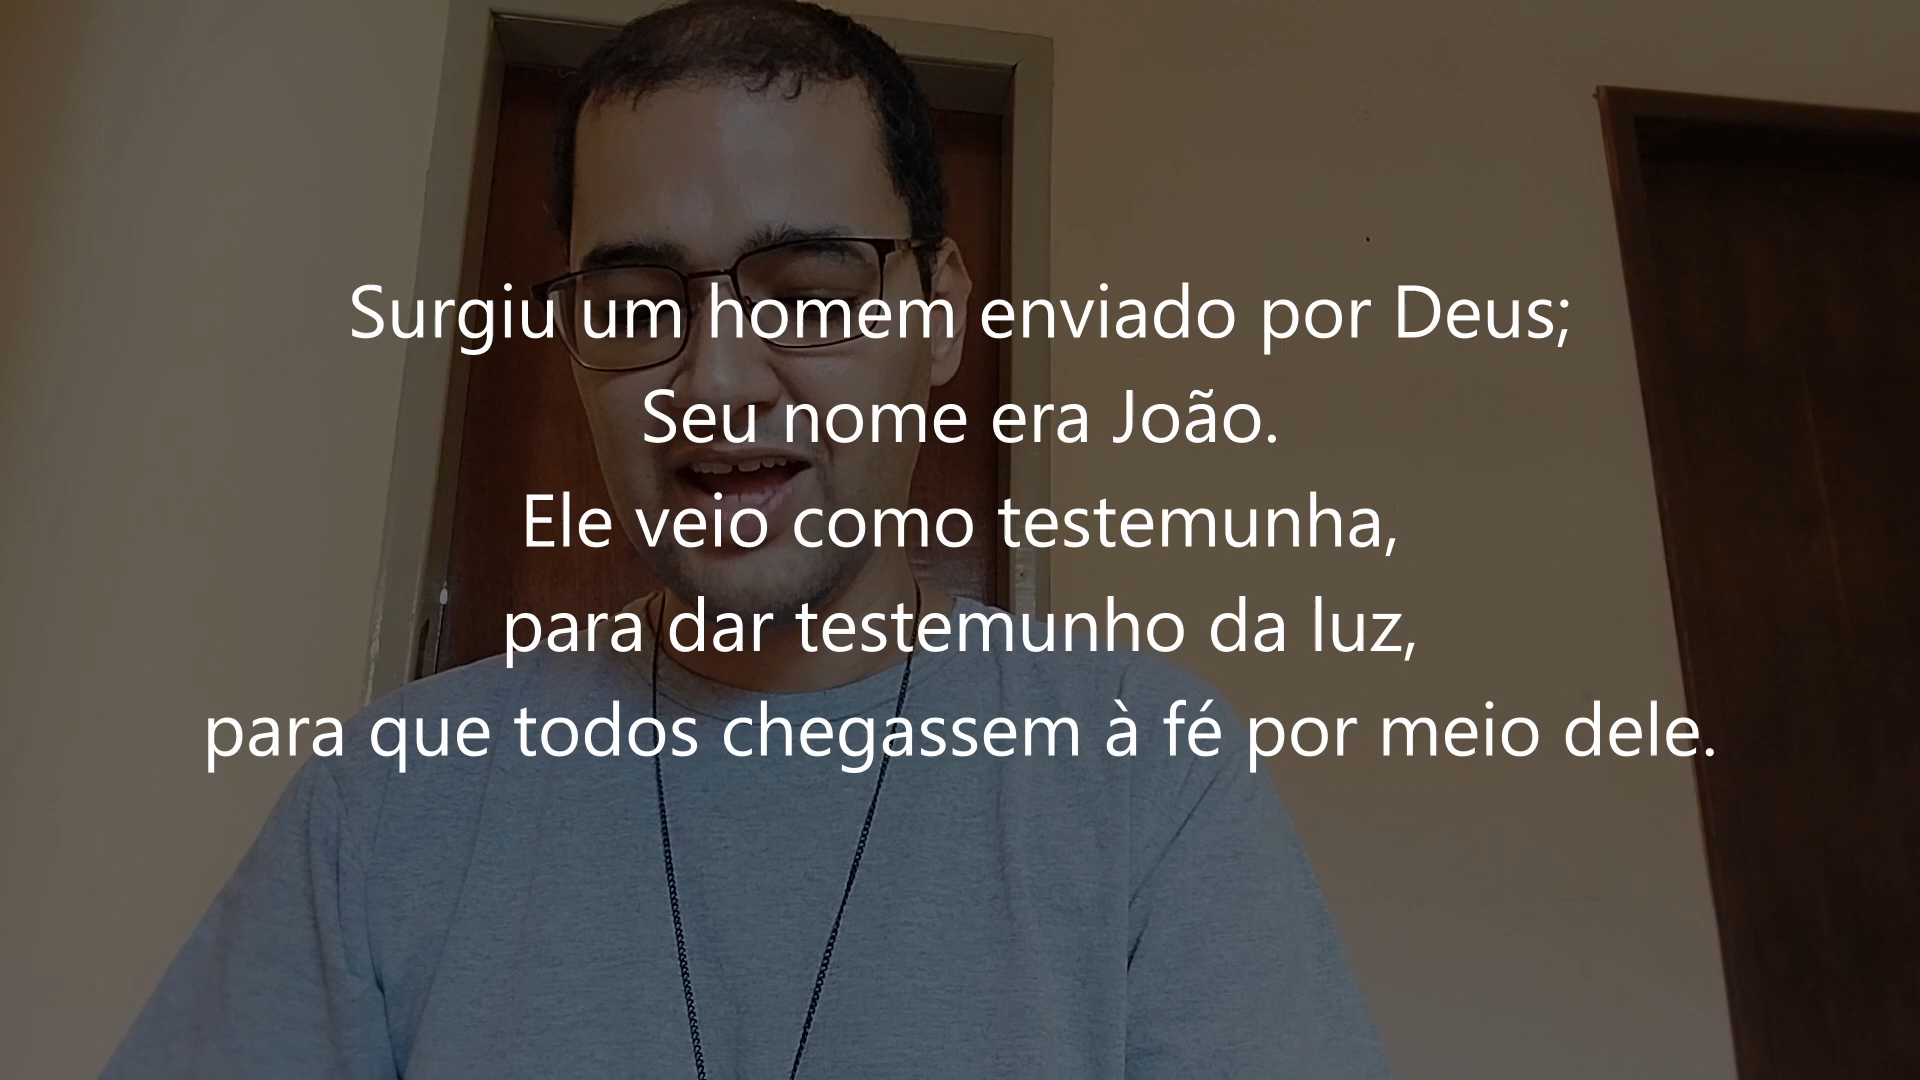 Surgiu um homem enviado por Deus;
Seu nome era João.
Ele veio como testemunha,
para dar testemunho da luz,
para que todos chegassem à fé por meio dele.